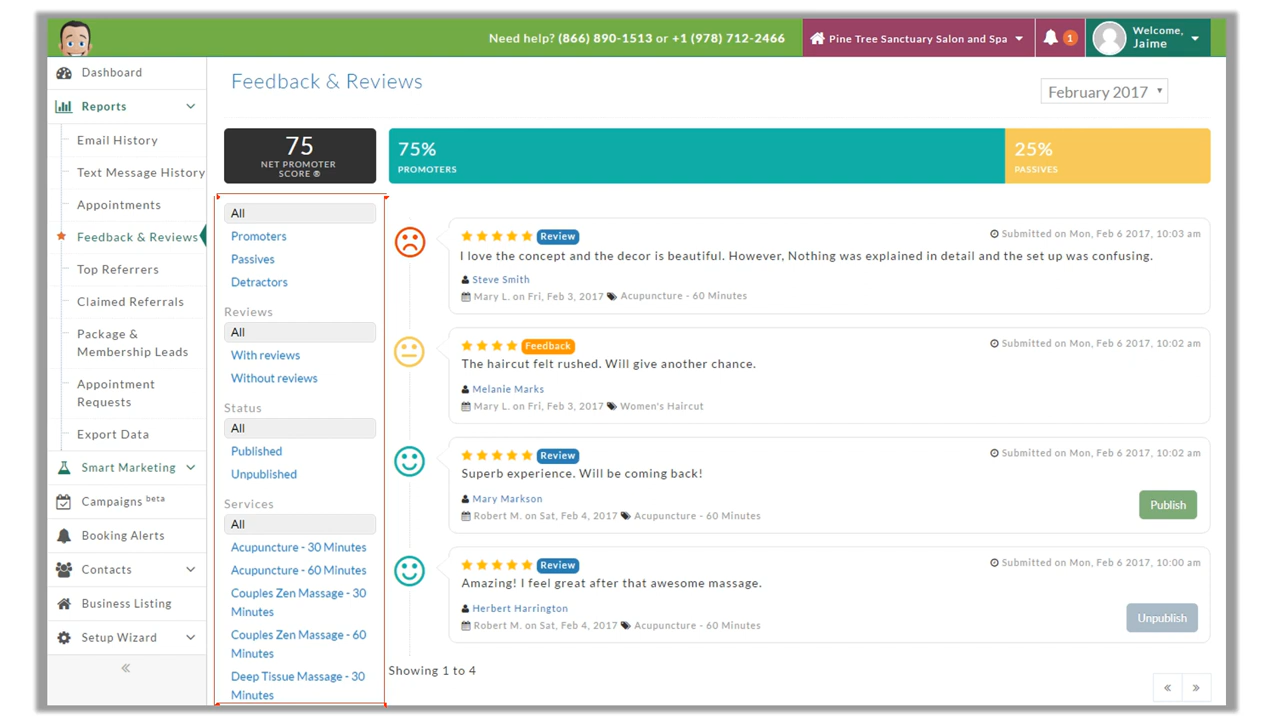 Need help? (866) 890-1513 or +1 (978) 712-2466
Pine Tree Sanctuary Salon and Spa
1
Welcome,
Jaime
Dashboard
Reports
Email History
Text Message History
Appointments
Feedback & Reviews
Top Referrers
Claimed Referrals
Package &
Membership Leads
Appointment
Requests
Export Data
Smart Marketing
Campaigns beta
Booking Alerts
Contacts
Business Listing
Setup Wizard
«
Feedback & Reviews
February 2017
75
NET PROMOTER
SCORE ®
75%
PROMOTERS
25%
PASSIVES
All
Promoters
Passives
Detractors
Reviews
All
With reviews
Without reviews
Status
All
Published
Unpublished
Services
All
Acupuncture - 30 Minutes
Acupuncture - 60 Minutes
Couples Zen Massage - 30
Minutes
Couples Zen Massage - 60
Minutes
Deep Tissue Massage - 30
Minutes
Review
Submitted on Mon, Feb 6 2017, 10:03 am
I love the concept and the decor is beautiful. However, Nothing was explained in detail and the set up was confusing.
Steve Smith
Mary L. on Fri, Feb 3, 2017 Acupuncture - 60 Minutes
Feedback
Submitted on Mon, Feb 6 2017, 10:02 am
The haircut felt rushed. Will give another chance.
Melanie Marks
Mary L. on Fri, Feb 3, 2017 Women's Haircut
Review
Submitted on Mon, Feb 6 2017, 10:02 am
Superb experience. Will be coming back!
Mary Markson
Robert M. on Sat, Feb 4, 2017 Acupuncture - 60 Minutes
Publish
Review
Submitted on Mon, Feb 6 2017, 10:00 am
Amazing! I feel great after that awesome massage.
Herbert Harrington
Robert M. on Sat, Feb 4, 2017 Acupuncture - 60 Minutes
Unpublish
Showing 1 to 4
« »